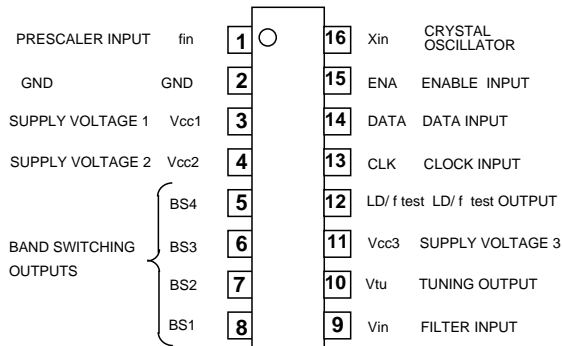 PRESCALER INPUT fin 1 16 Xin CRYSTAL OSCILLATOR
GND GND 2 15 ENA ENABLE INPUT
SUPPLY VOLTAGE 1 Vcc1 3 14 DATA DATA INPUT
SUPPLY VOLTAGE 2 Vcc2 4 13 CLK CLOCK INPUT
BS4 5 12 LD/ f test LD/ f test OUTPUT
BAND SWITCHING OUTPUTS BS3 6 11 Vcc3 SUPPLY VOLTAGE 3
BS2 7 10 Vtu TUNING OUTPUT
BS1 8 9 Vin FILTER INPUT